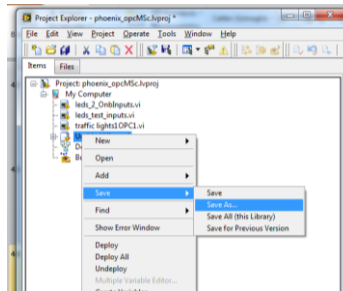 Project Explorer - phoenix_opcMSc.lvproj *
File Edit View Project Operate Tools Window Help
Items Files
Project: phoenix_opcMSc.lvproj
My Computer
leds_2_OnbInputs.vi
leds_test_inputs.vi
traffic lights1OPC1.vi
New
Open
Add
Save
Save
Save As...
Save All (this Library)
Find
Save for Previous Version
Show Error Window
Deploy
Deploy All
Undeploy
Multiple Variable Editor...
Create Variables